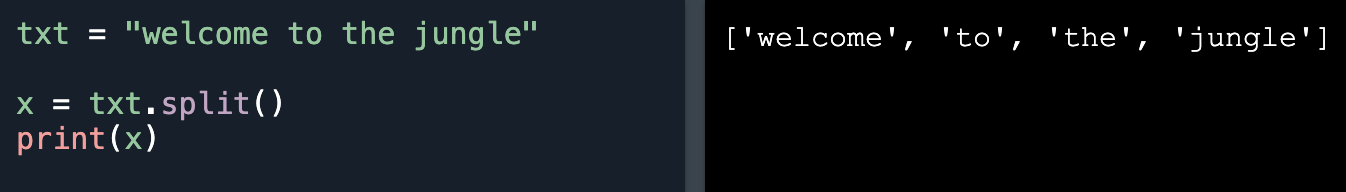 txt = "welcome to the jungle"
x = txt.split()
print(x)
['welcome', 'to', 'the', 'jungle']